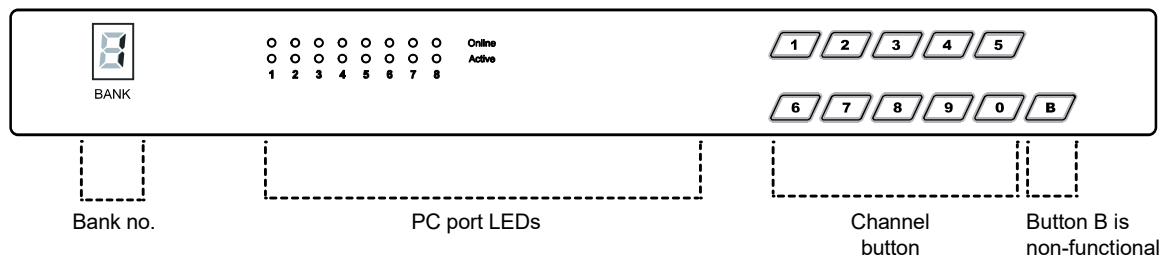 1
BANK
Online
Active
1 2 3 4 5 6 7 8
1 2 3 4 5
6 7 8 9 0 B
Bank no.
PC port LEDs
Channel
button
Button B is
non-functional